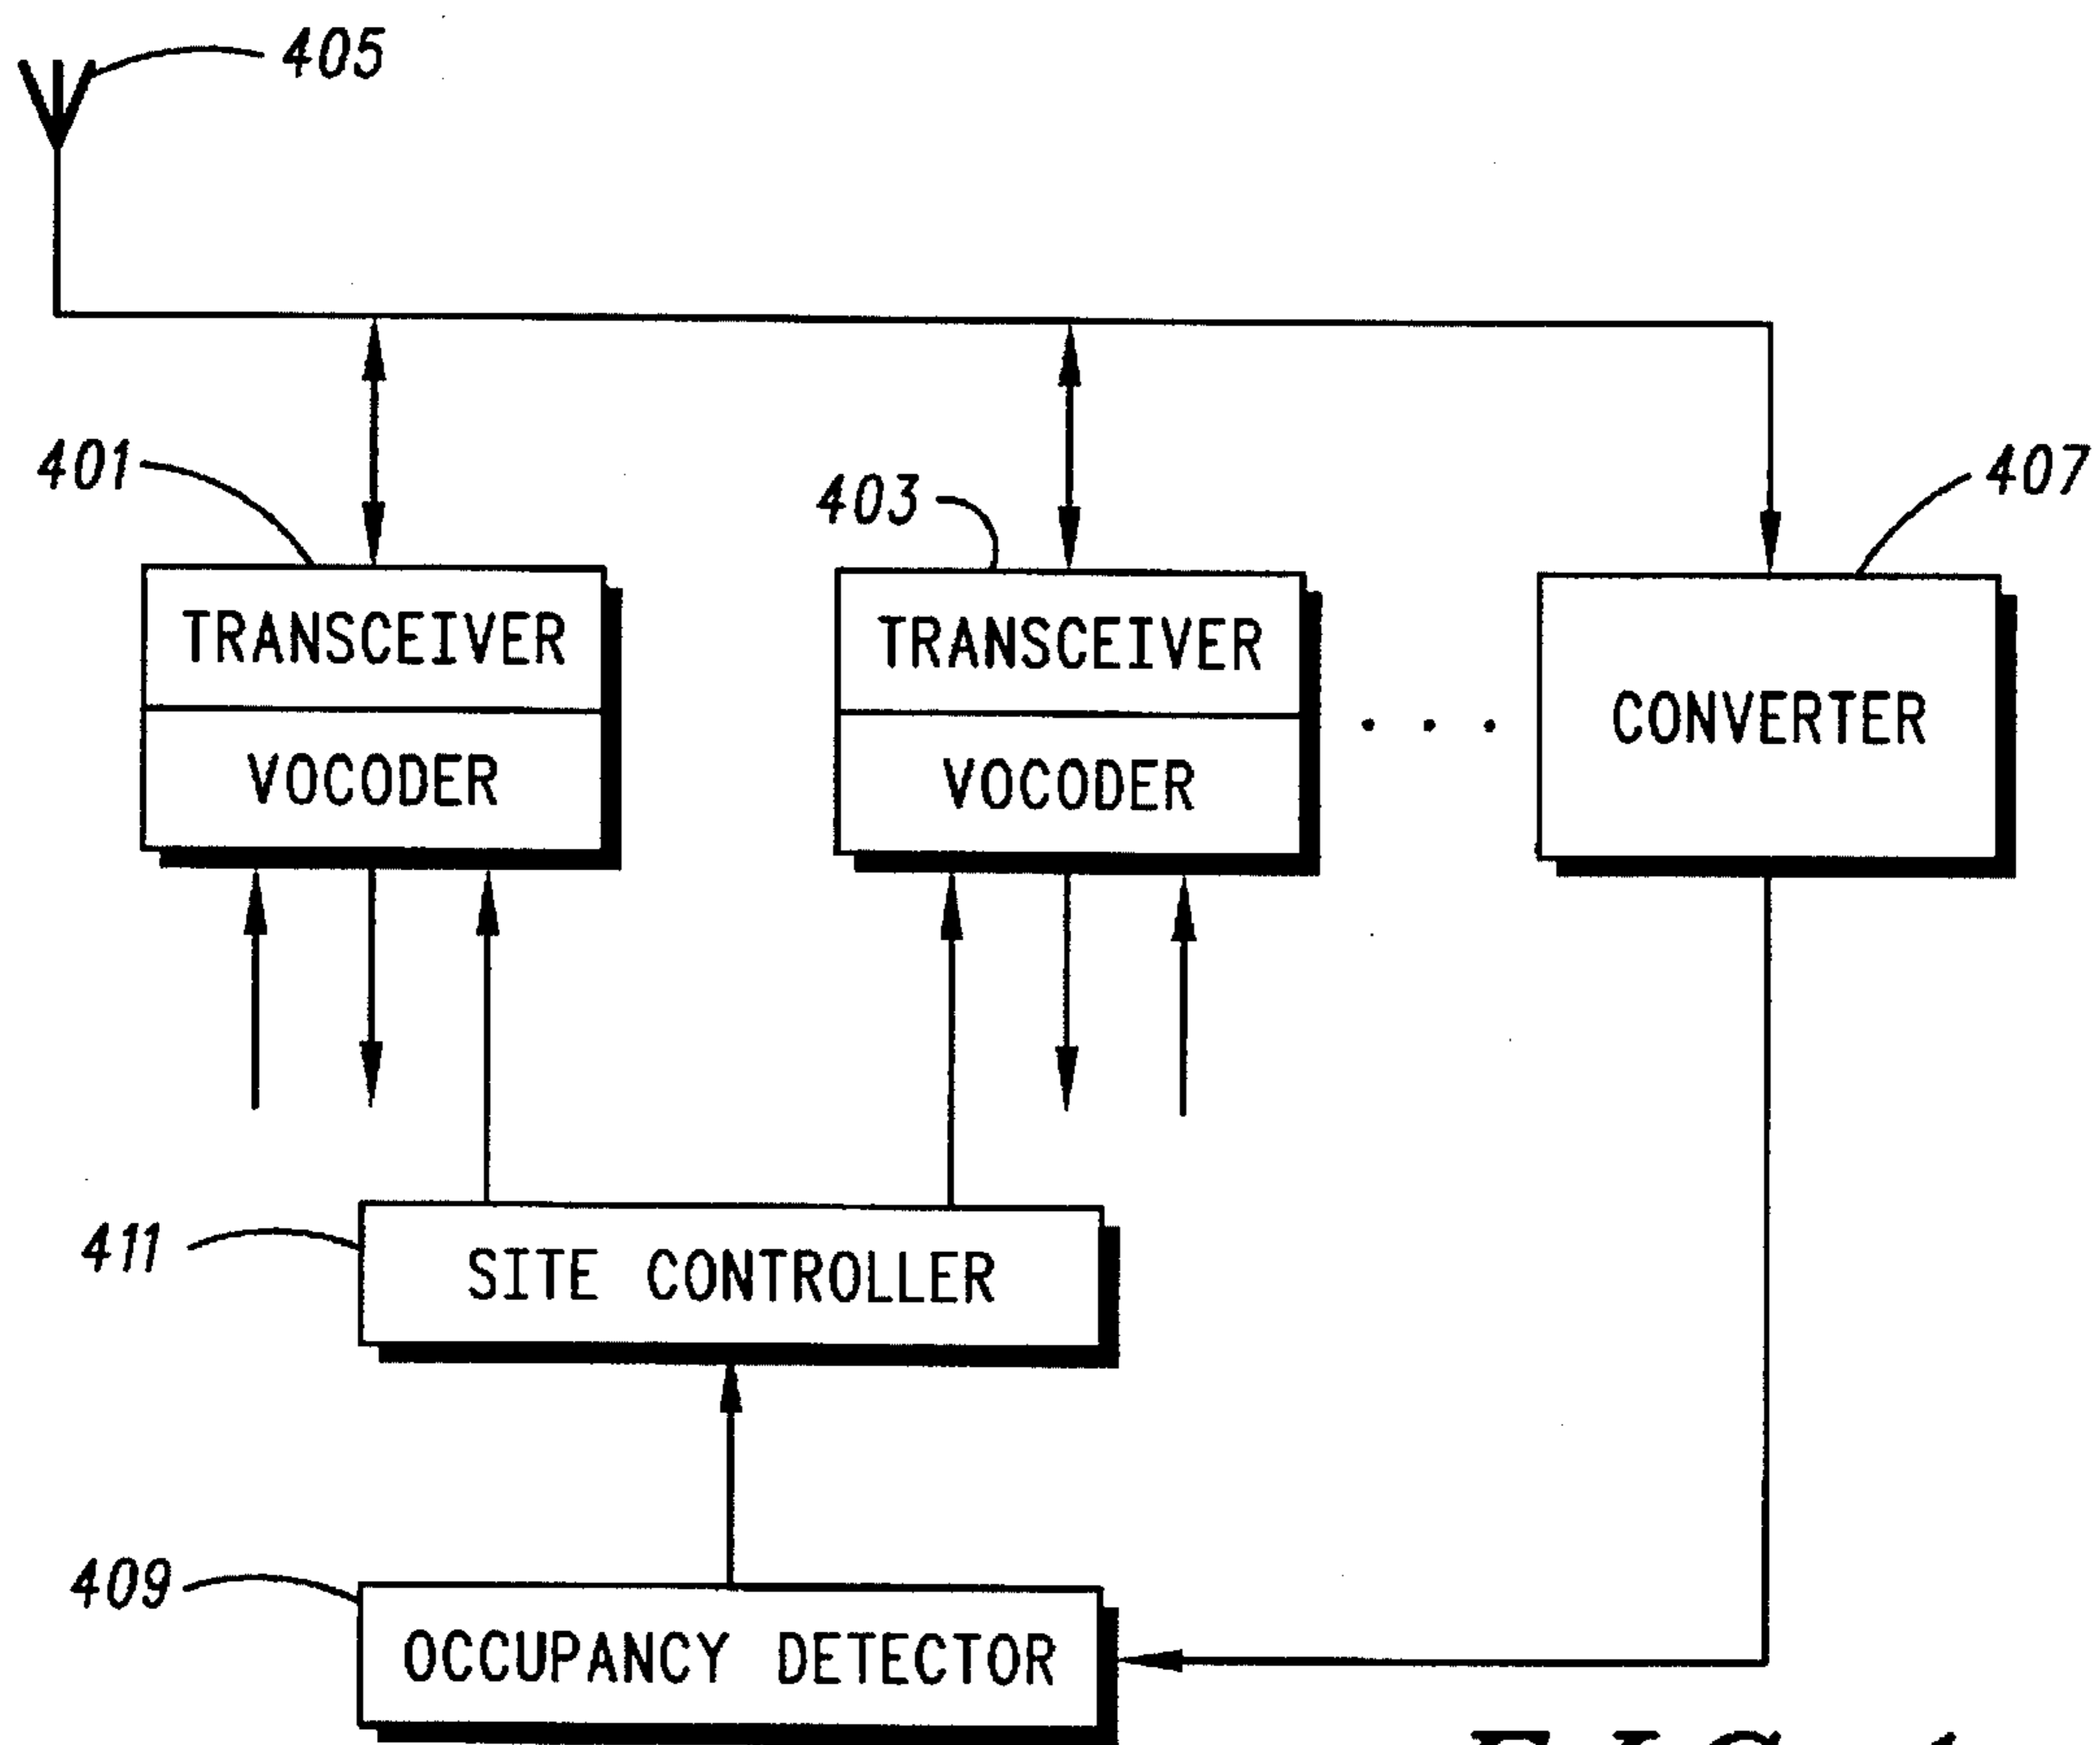 405
401
403
407
TRANSCEIVER
VOCODER
TRANSCEIVER
VOCODER
. . .
CONVERTER
411
SITE CONTROLLER
409
OCCUPANCY DETECTOR